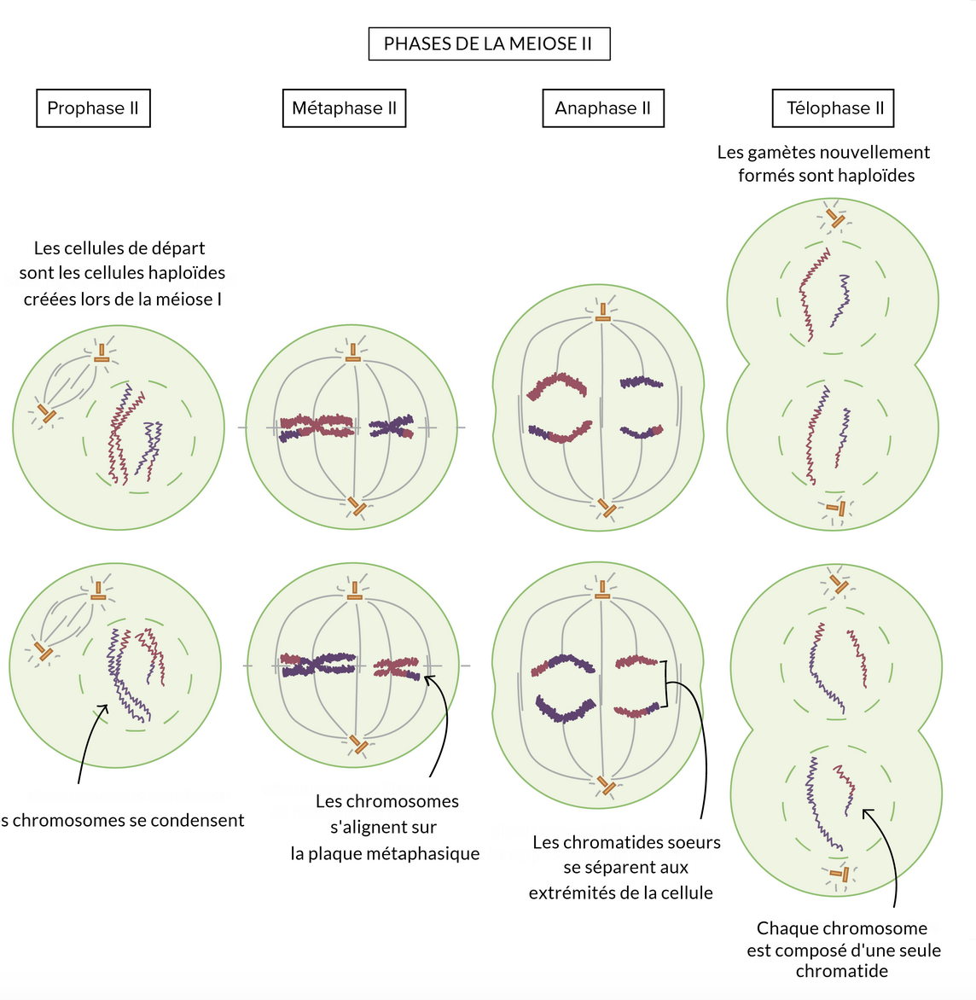 PHASES DE LA MEIOSE II
Prophase II
Métaphase II
Anaphase II
Télophase II
Les gamètes nouvellement
formés sont haploïdes
Les cellules de départ
sont les cellules haploïdes
créées lors de la méiose I
s chromosomes se condensent
Les chromosomes
s'alignent sur
la plaque métaphasique
Les chromatides soeurs
se séparent aux
extrémités de la cellule
Chaque chromosome
est composé d'une seule
chromatide